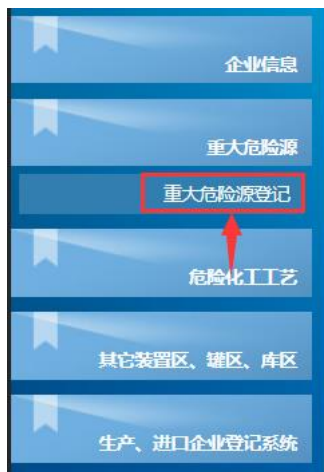 企业信息
重大危险源
重大危险源登记
危险化工工艺
其它装置区、罐区、库区
生产、进口企业登记系统